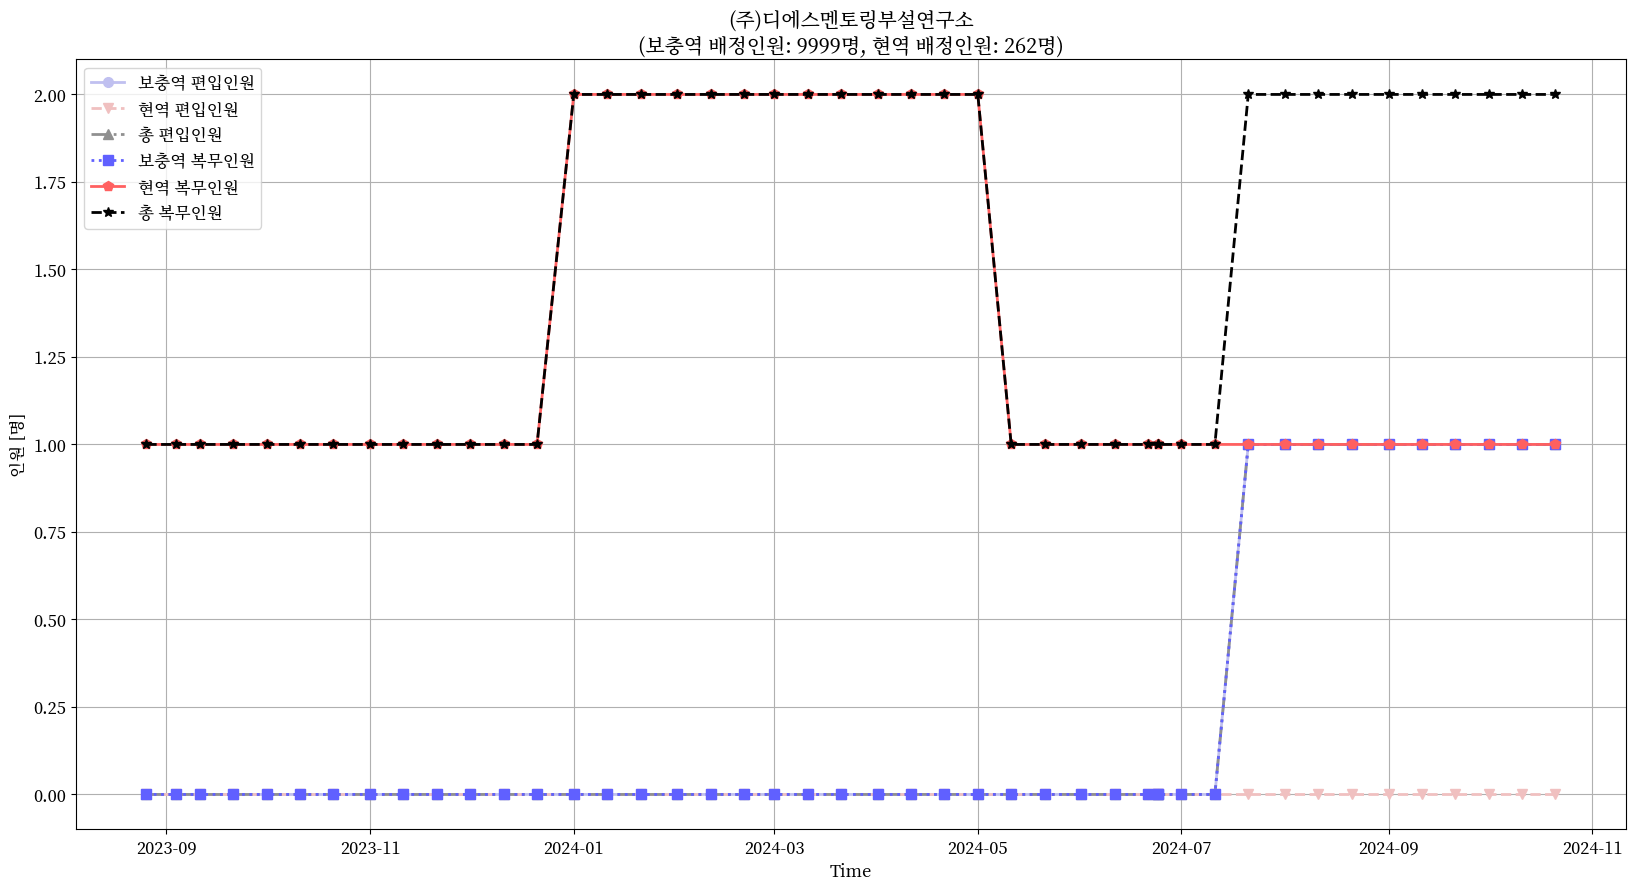 (주)디에스멘토링부설연구소
(보충역 배정인원: 9999명, 현역 배정인원: 262명)
보충역 편입인원
현역 편입인원
총 편입인원
보충역 복무인원
현역 복무인원
총 복무인원
2.00
1.75
1.50
1.25
1.00
0.75
0.50
0.25
0.00
인원 [명]
2023-09 2023-11 2024-01 2024-03 2024-05 2024-07 2024-09 2024-11
Time